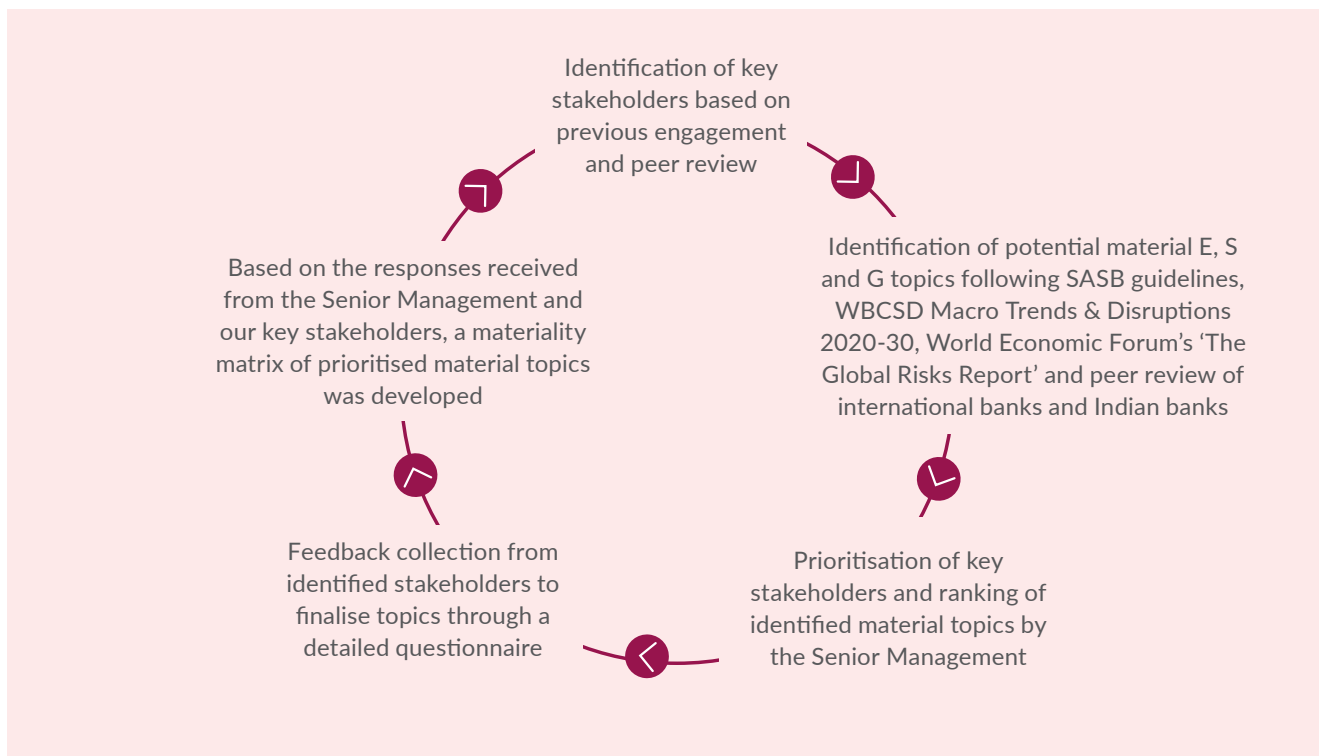 Identification of key
stakeholders based on
previous engagement
and peer review
Identification of potential material E, S
and G topics following SASB guidelines,
WBCSD Macro Trends & Disruptions
2020-30, World Economic Forum’s ‘The
Global Risks Report’ and peer review of
international banks and Indian banks
Prioritisation of key
stakeholders and ranking of
identified material topics by
the Senior Management
Feedback collection from
identified stakeholders to
finalise topics through a
detailed questionnaire
Based on the responses received
from the Senior Management and
our key stakeholders, a materiality
matrix of prioritised material topics
was developed